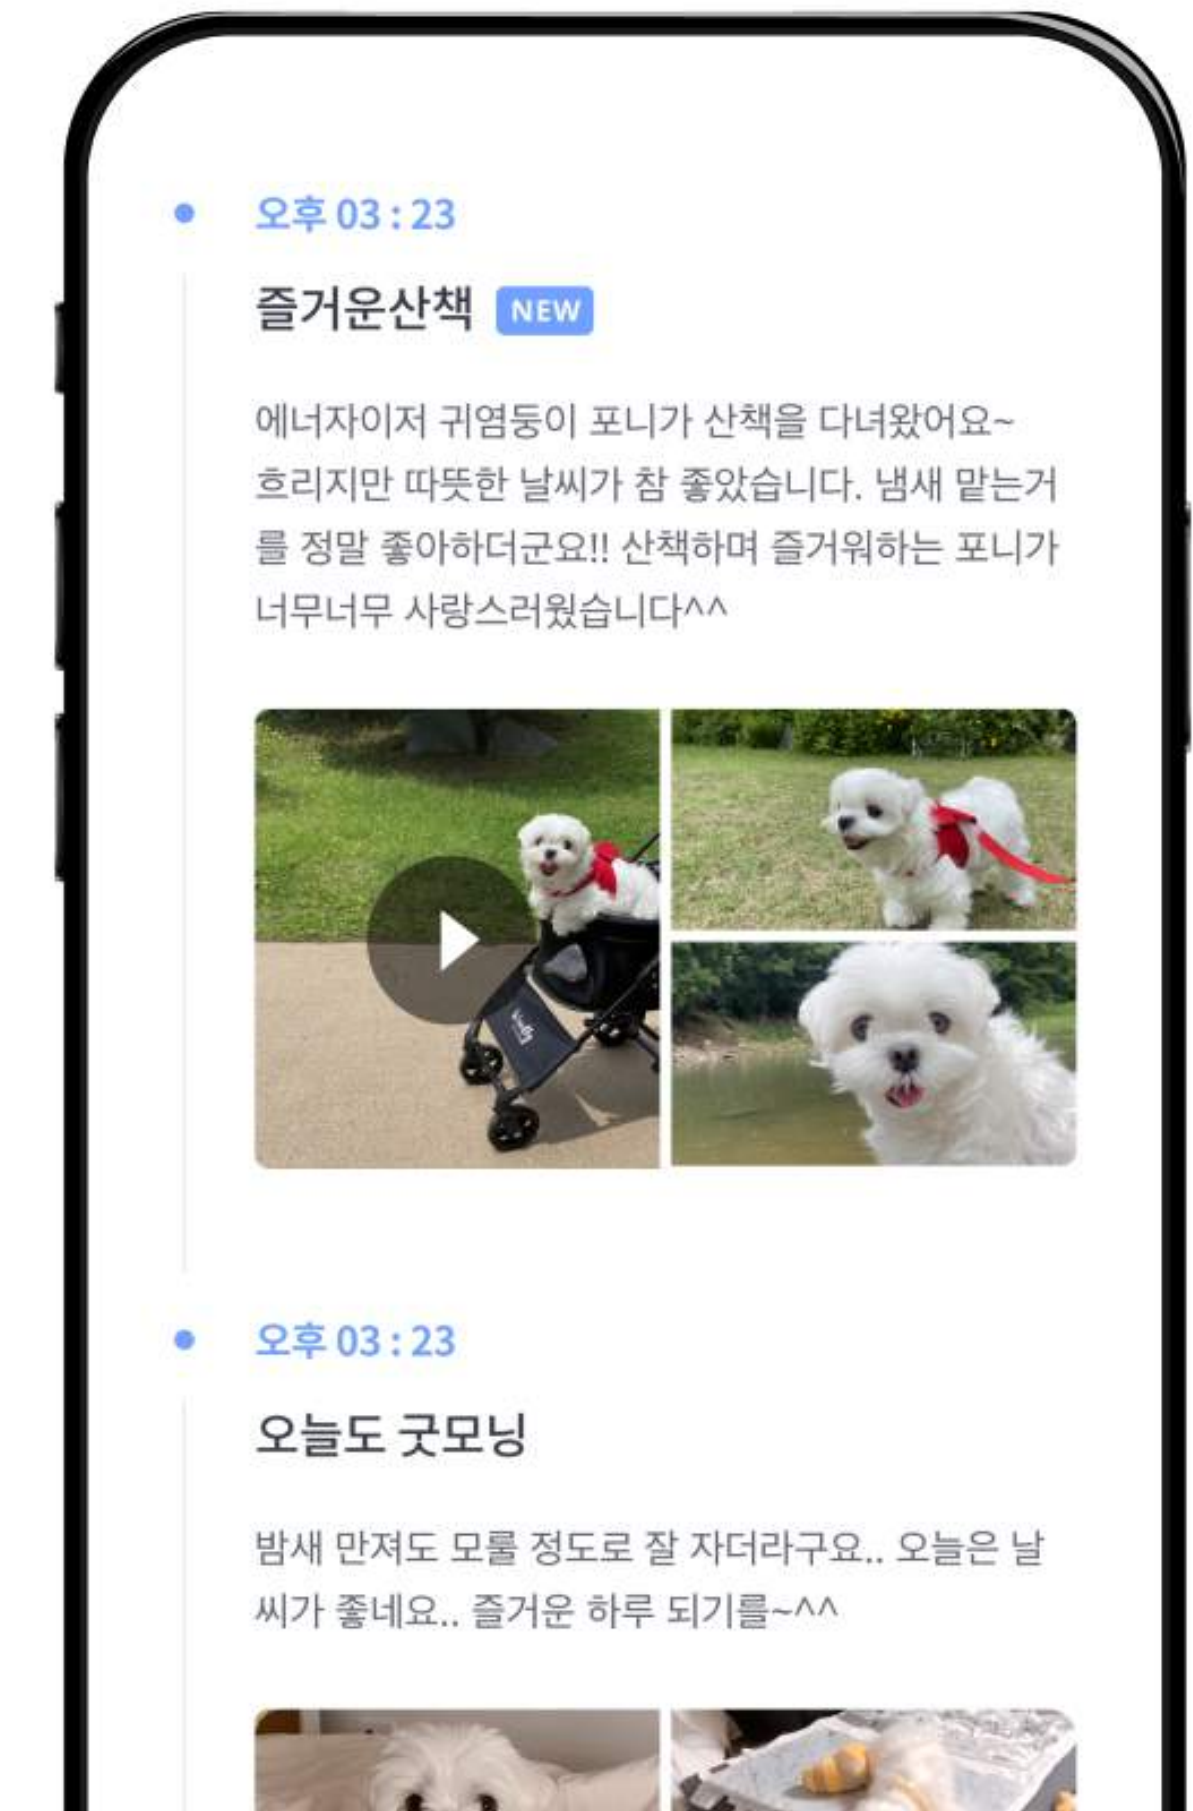 오후 03 : 23
즐거운산책 NEW
에너자이저 귀염둥이 포니가 산책을 다녀왔어요~
흐리지만 따뜻한 날씨가 참 좋았습니다. 냄새 맡는거
를 정말 좋아하더군요!! 산책하며 즐거워하는 포니가
너무너무 사랑스러웠습니다^^
오후 03 : 23
오늘도 굿모닝
밤새 만져도 모룰 정도로 잘 자더라구요.. 오늘은 날
씨가 좋네요.. 즐거운 하루 되기를~^^